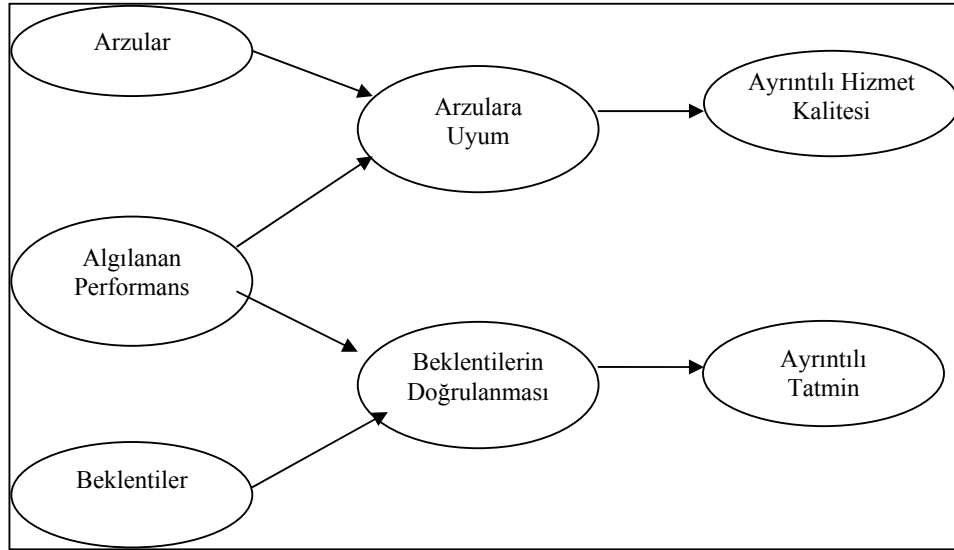 Arzular
Arzulara
Uyum
Ayrıntılı Hizmet
Kalitesi
Algılanan
Performans
Beklentilerin
Doğrulanması
Ayrıntılı
Tatmin
Beklentiler